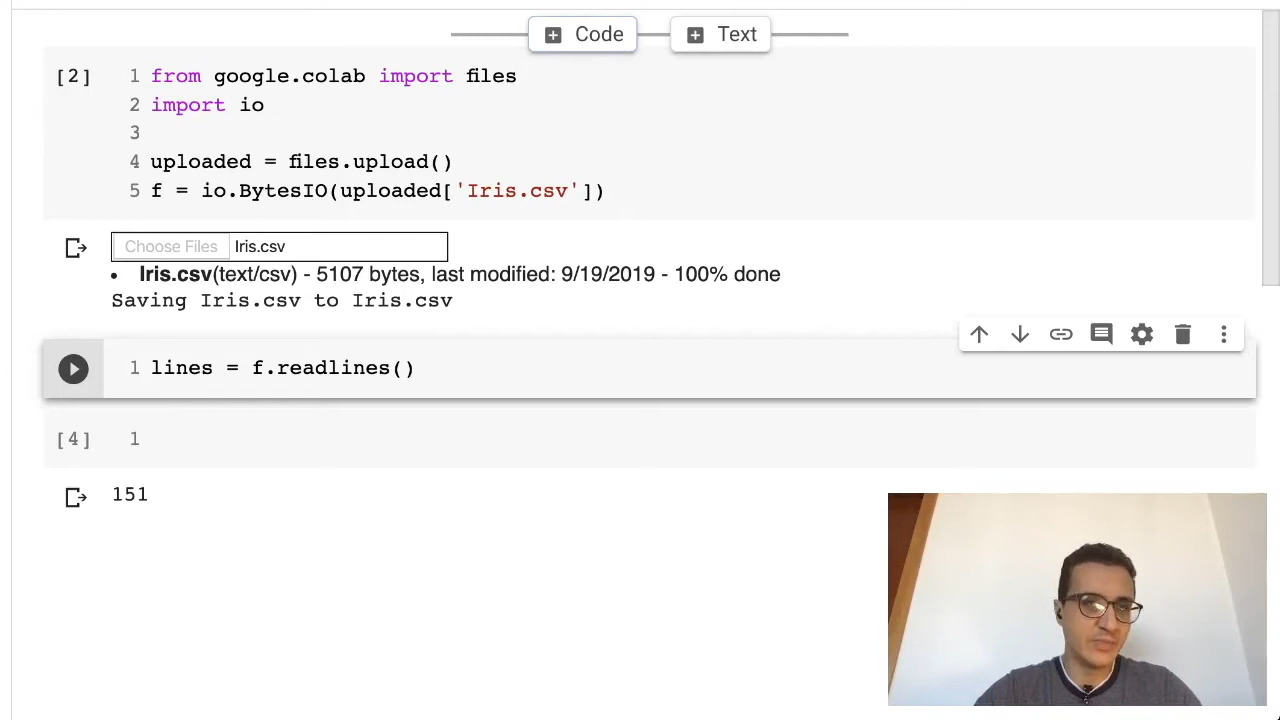 Code Text
[2] 1 from google.colab import files
2 import io
3
4 uploaded = files.upload()
5 f = io.BytesIO(uploaded['Iris.csv'])
Choose Files Iris.csv
• Iris.csv(text/csv) - 5107 bytes, last modified: 9/19/2019 - 100% done
Saving Iris.csv to Iris.csv
1 lines = f.readlines()
[4] 1
151